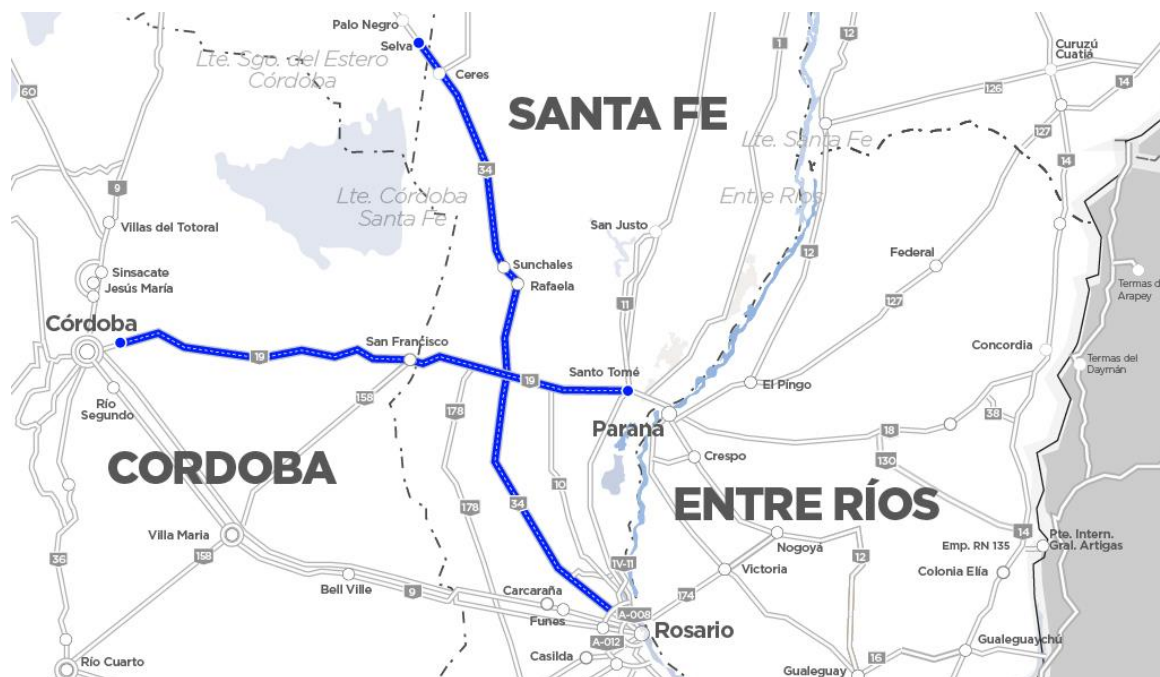 Palo Negro
Selva
Ceres
Lte. Sgo. del Estero
Córdoba
SANTA FE
1
12
Curuzú
Cuatiá
14
126
127
60
Lte. Santa Fe
34
14
9
Lte. Córdoba
Santa Fe
Entre Ríos
Villas del Totoral
San Justo
12
Federal
Sunchales
Sinsacate
Jesús María
Rafaela
Termas d
Arapey
11
127
Córdoba
San Francisco
Concordia
19
Santo Tomé
Termas del
Daymán
19
El Píngo
Río
Segundo
158
178
38
Paraná
18
CORDOBA
Crespo
130
10
ENTRE RÍOS
34
178
Villa Maria
14
Pte. Intern.
Gral. Artigas
Nogoyá
Emp. RN 135
158
12
36
1V-11
Victoria
Colonia Elía
Bell Ville
9
Carcaraña
174
Funes
A-008
Rosario
A-012
Gualeguaychú
Casilda
16
Río Cuarto
Gualeguay